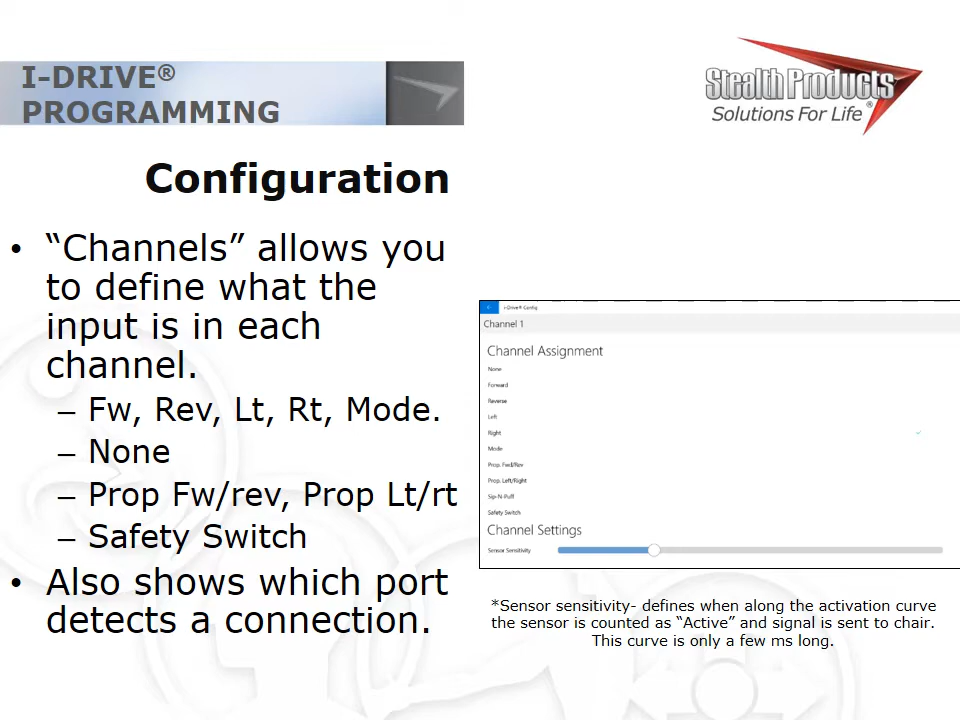 I-DRIVE®
PROGRAMMING
Stealth Products®
Solutions For Life
Configuration
• “Channels” allows you
to define what the
input is in each
channel.
– Fw, Rev, Lt, Rt, Mode.
– None
– Prop Fw/rev, Prop Lt/rt
– Safety Switch
• Also shows which port
detects a connection.
i-Drive® Config
Channel 1
Channel Assignment
None
Forward
Reverse
Left
Right
Mode
Prop. Fwd/Rev
Prop. Left/Right
Sip-N-Puff
Safety Switch
Channel Settings
Sensor Sensitivity
*Sensor sensitivity- defines when along the activation curve
the sensor is counted as “Active” and signal is sent to chair.
This curve is only a few ms long.